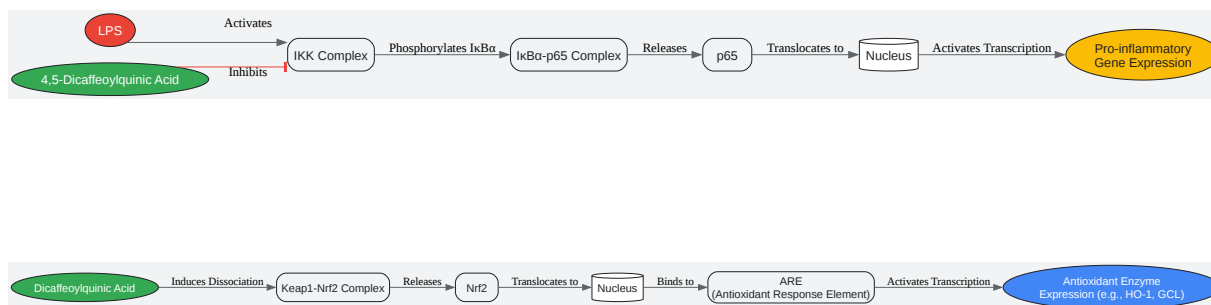 LPS
Activates
4,5-Dicaffeoylquinic Acid
Inhibits
IKK Complex
Phosphorylates IκBα
IκBα-p65 Complex
Releases
p65
Translocates to
Nucleus
Activates Transcription
Pro-inflammatory
Gene Expression
Dicaffeoylquinic Acid
Induces Dissociation
Keap1-Nrf2 Complex
Releases
Nrf2
Translocates to
Nucleus
Binds to
ARE
(Antioxidant Response Element)
Activates Transcription
Antioxidant Enzyme
Expression (e.g., HO-1, GCL)